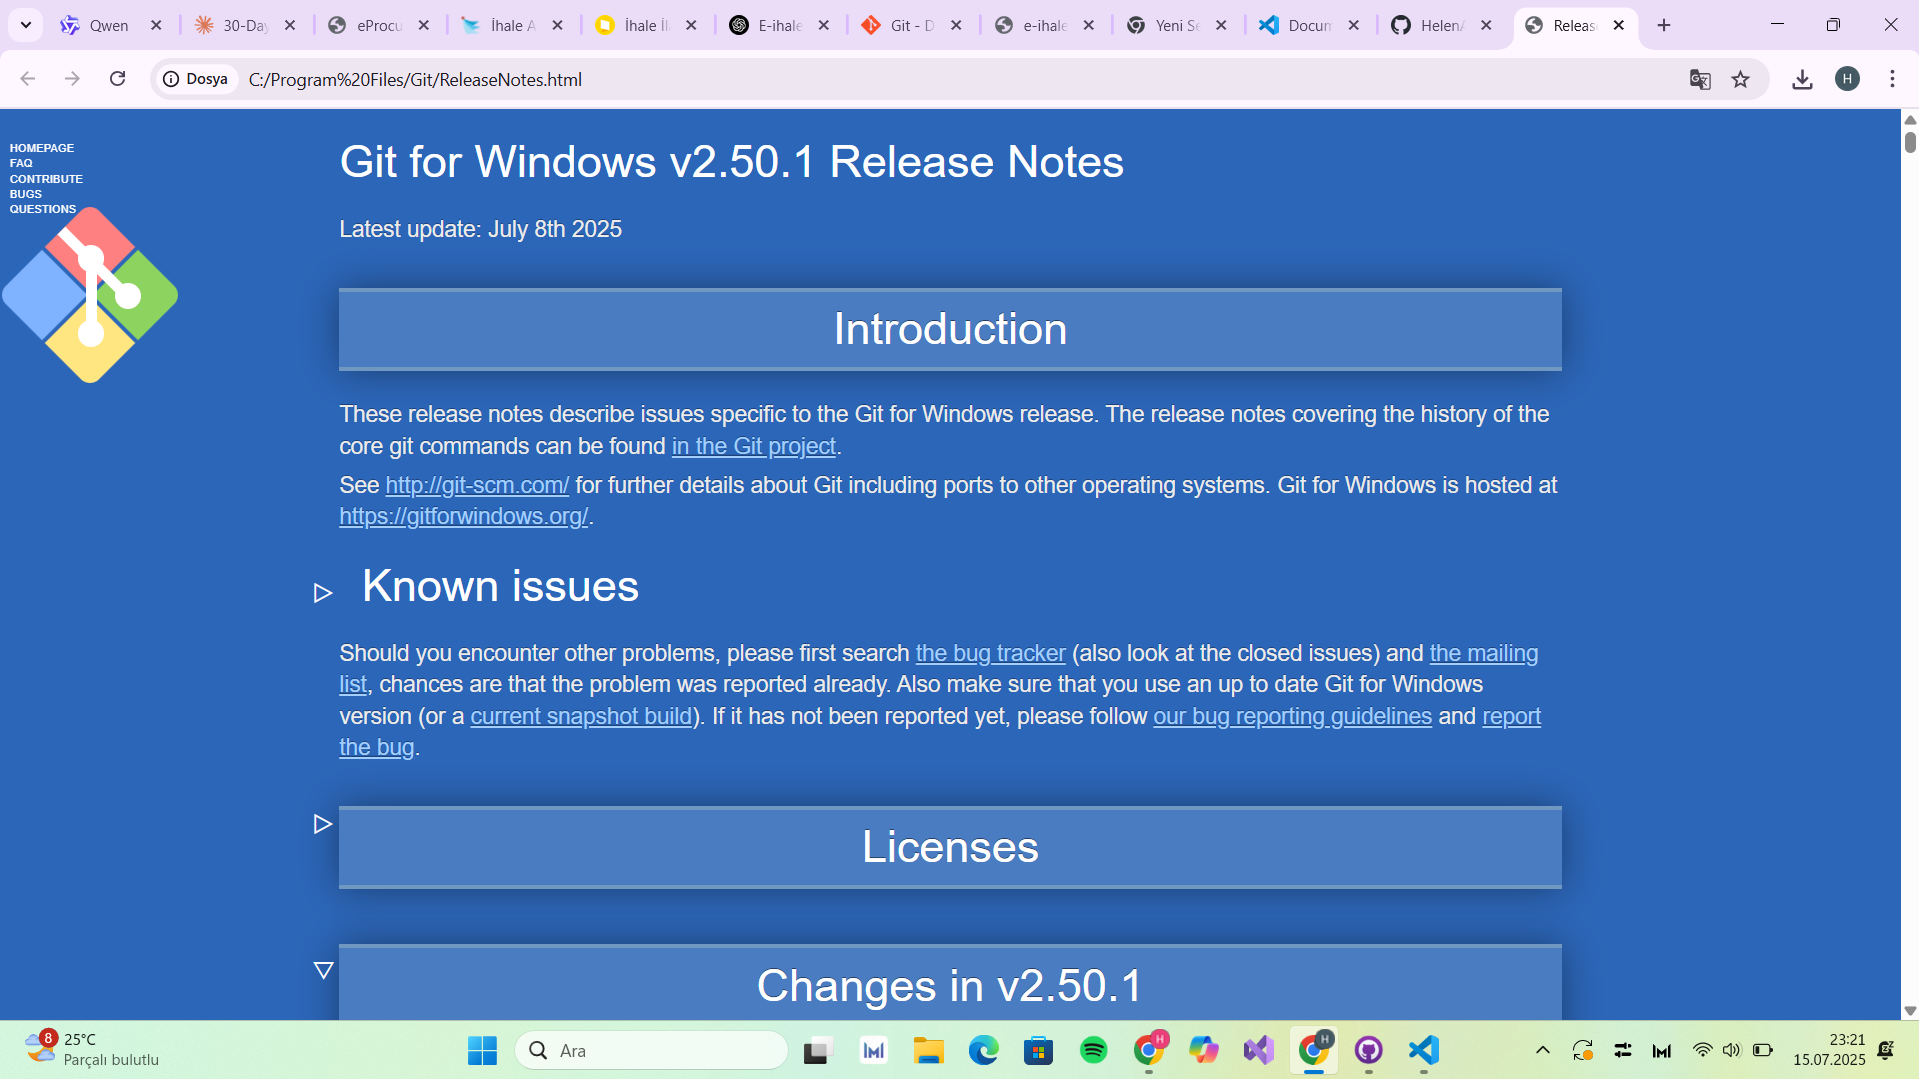 Qwen
30-Day
eProcu
İhale A
İhale İl
E-ihale
Git - D
e-ihale
Yeni Se
Docum
HelenA
Releas
Dosya
C:/Program%20Files/Git/ReleaseNotes.html
H
HOMEPAGE
FAQ
CONTRIBUTE
BUGS
QUESTIONS
Git for Windows v2.50.1 Release Notes
Latest update: July 8th 2025
Introduction
These release notes describe issues specific to the Git for Windows release. The release notes covering the history of the
core git commands can be found in the Git project.
See http://git-scm.com/ for further details about Git including ports to other operating systems. Git for Windows is hosted at
https://gitforwindows.org/.
Known issues
Should you encounter other problems, please first search the bug tracker (also look at the closed issues) and the mailing
list, chances are that the problem was reported already. Also make sure that you use an up to date Git for Windows
version (or a current snapshot build). If it has not been reported yet, please follow our bug reporting guidelines and report
the bug.
Licenses
Changes in v2.50.1
8
25°C
Parçalı bulutlu
Ara
H
H
23:21
15.07.2025